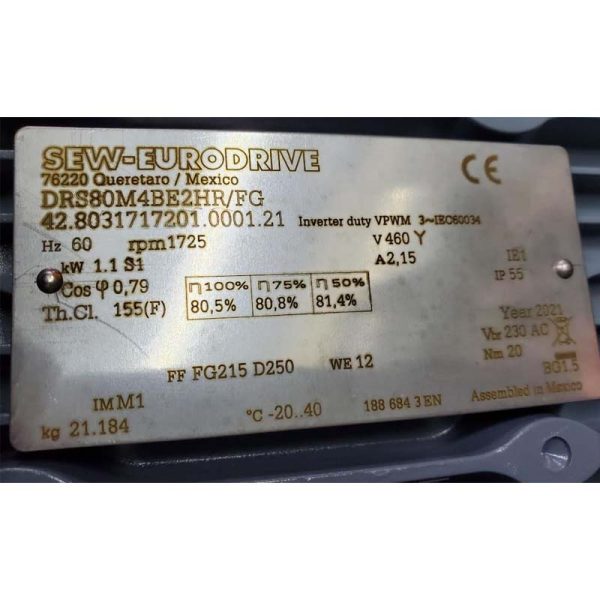 SEW-EURODRIVE CE
76220 Queretaro / Mexico
DRS80M4BE2HR/FG
42.8031717201.0001.21 Inverter duty VPWM 3~IEC60034
Hz 60 rpm1725 V 460 Y
kW 1.1 S1 A2,15 IE1
Cos φ 0,79 η100% η75% η50% IP 55
Th.Cl. 155(F) 80,5% 80,8% 81,4% Year 2021
Vbr 230 AC
FF FG215 D250 WE 12 Nm 20 BG1.5
IM M1 °C -20..40 188 684 3 EN Assembled in Mexico
kg 21.184